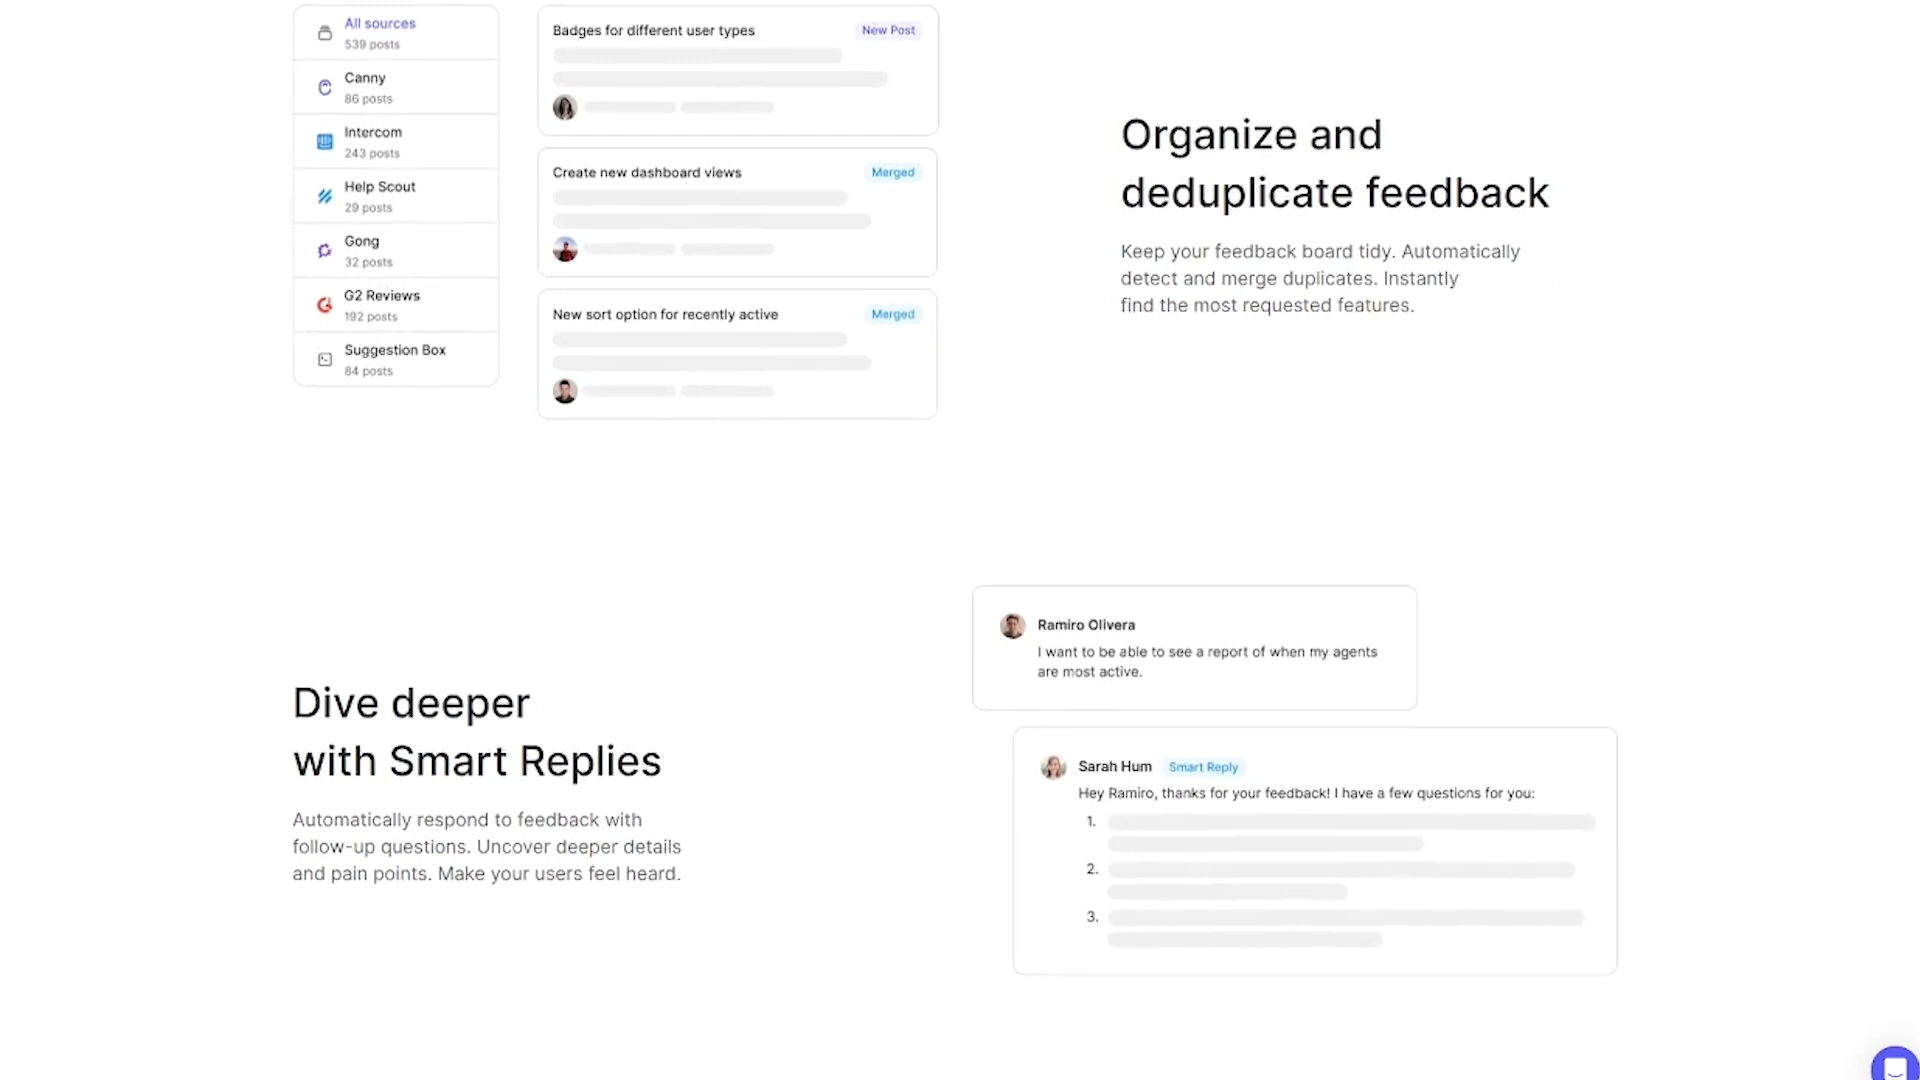 All sources
539 posts
Canny
86 posts
Intercom
243 posts
Help Scout
29 posts
Gong
32 posts
G2 Reviews
192 posts
Suggestion Box
84 posts
Badges for different user types
New Post
Create new dashboard views
Merged
New sort option for recently active
Merged
Organize and
deduplicate feedback
Keep your feedback board tidy. Automatically
detect and merge duplicates. Instantly
find the most requested features.
Dive deeper
with Smart Replies
Automatically respond to feedback with
follow-up questions. Uncover deeper details
and pain points. Make your users feel heard.
Ramiro Olivera
I want to be able to see a report of when my agents
are most active.
Sarah Hum Smart Reply
Hey Ramiro, thanks for your feedback! I have a few questions for you:
1.
2.
3.